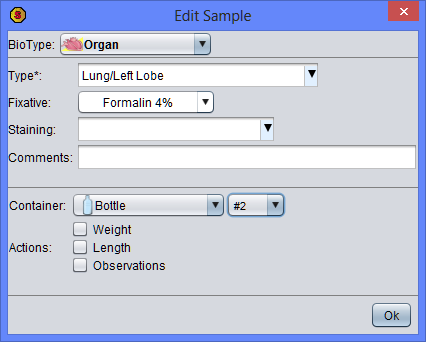 Edit Sample
BioType: Organ
Type*: Lung/Left Lobe
Fixative: Formalin 4%
Staining:
Comments:
Container: Bottle #2
Weight
Actions: Length
Observations
Ok